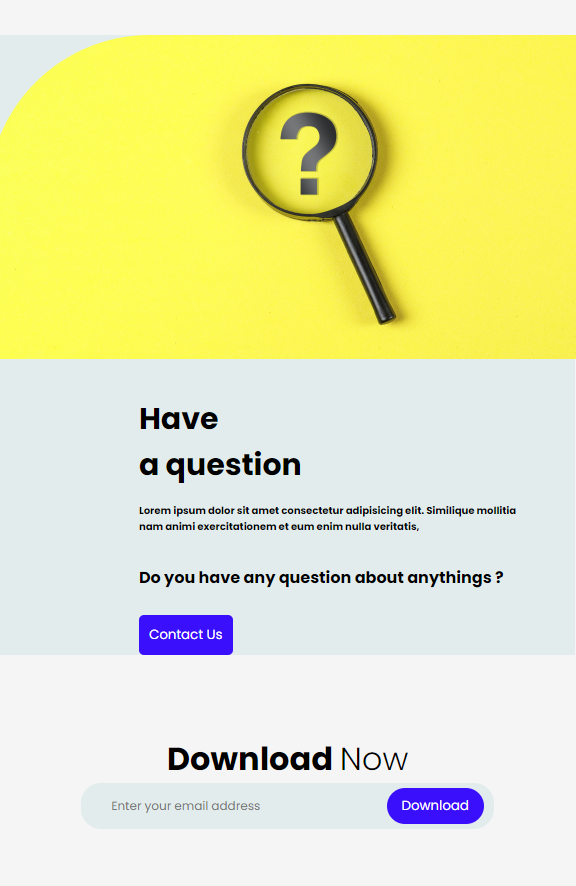 ?
Have
a question
Lorem ipsum dolor sit amet consectetur adipisicing elit. Similique mollitia
nam animi exercitationem et eum enim nulla veritatis,
Do you have any question about anythings ?
Contact Us
Download Now
Enter your email address
Download